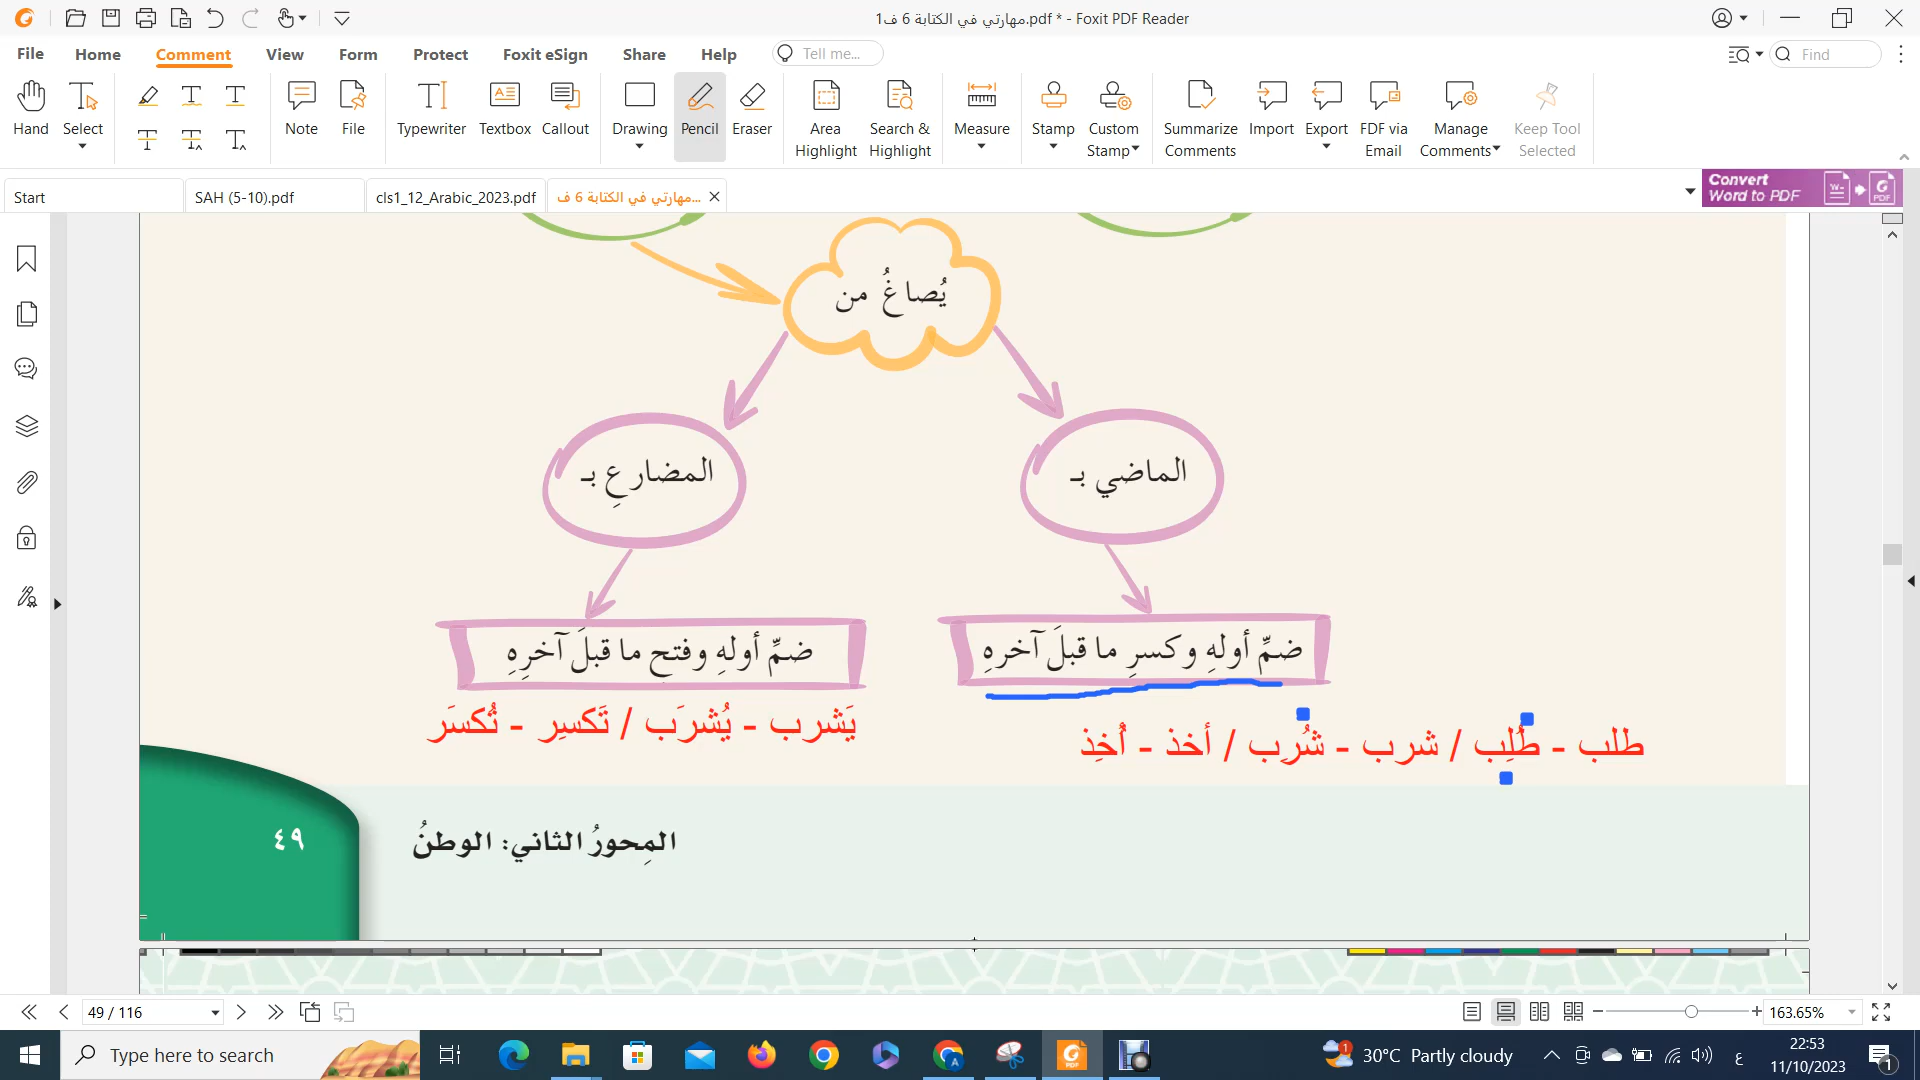 مهارتي في الكتابة 6 ف1.pdf * - Foxit PDF Reader
File Home Comment View Form Protect Foxit eSign Share Help Tell me... Find
Hand Select Note File Typewriter Textbox Callout Drawing Pencil Eraser Area Highlight Search & Highlight Measure Stamp Custom Stamp Summarize Comments Import Export FDF via Email Manage Comments Keep Tool Selected
Start SAH (5-10).pdf cls1_12_Arabic_2023.pdf مهارتي في الكتابة 6 ف...
Convert
Word to PDF
يُصاغُ من
الماضي بـ
المضارعِ بـ
ضمِّ أولهِ وكسرِ ما قبلَ آخرهِ
ضمِّ أولهِ وفتحِ ما قبلَ آخرِهِ
طلب - طُلِب / شرب - شُرِب / أخذ - أُخِذ
يَشرب - يُشرَب / تَكسِر - تُكسَر
المِحورُ الثاني: الوطنُ
٤٩
49 / 116
163.65%
Type here to search
30°C Partly cloudy
ع
22:53
11/10/2023